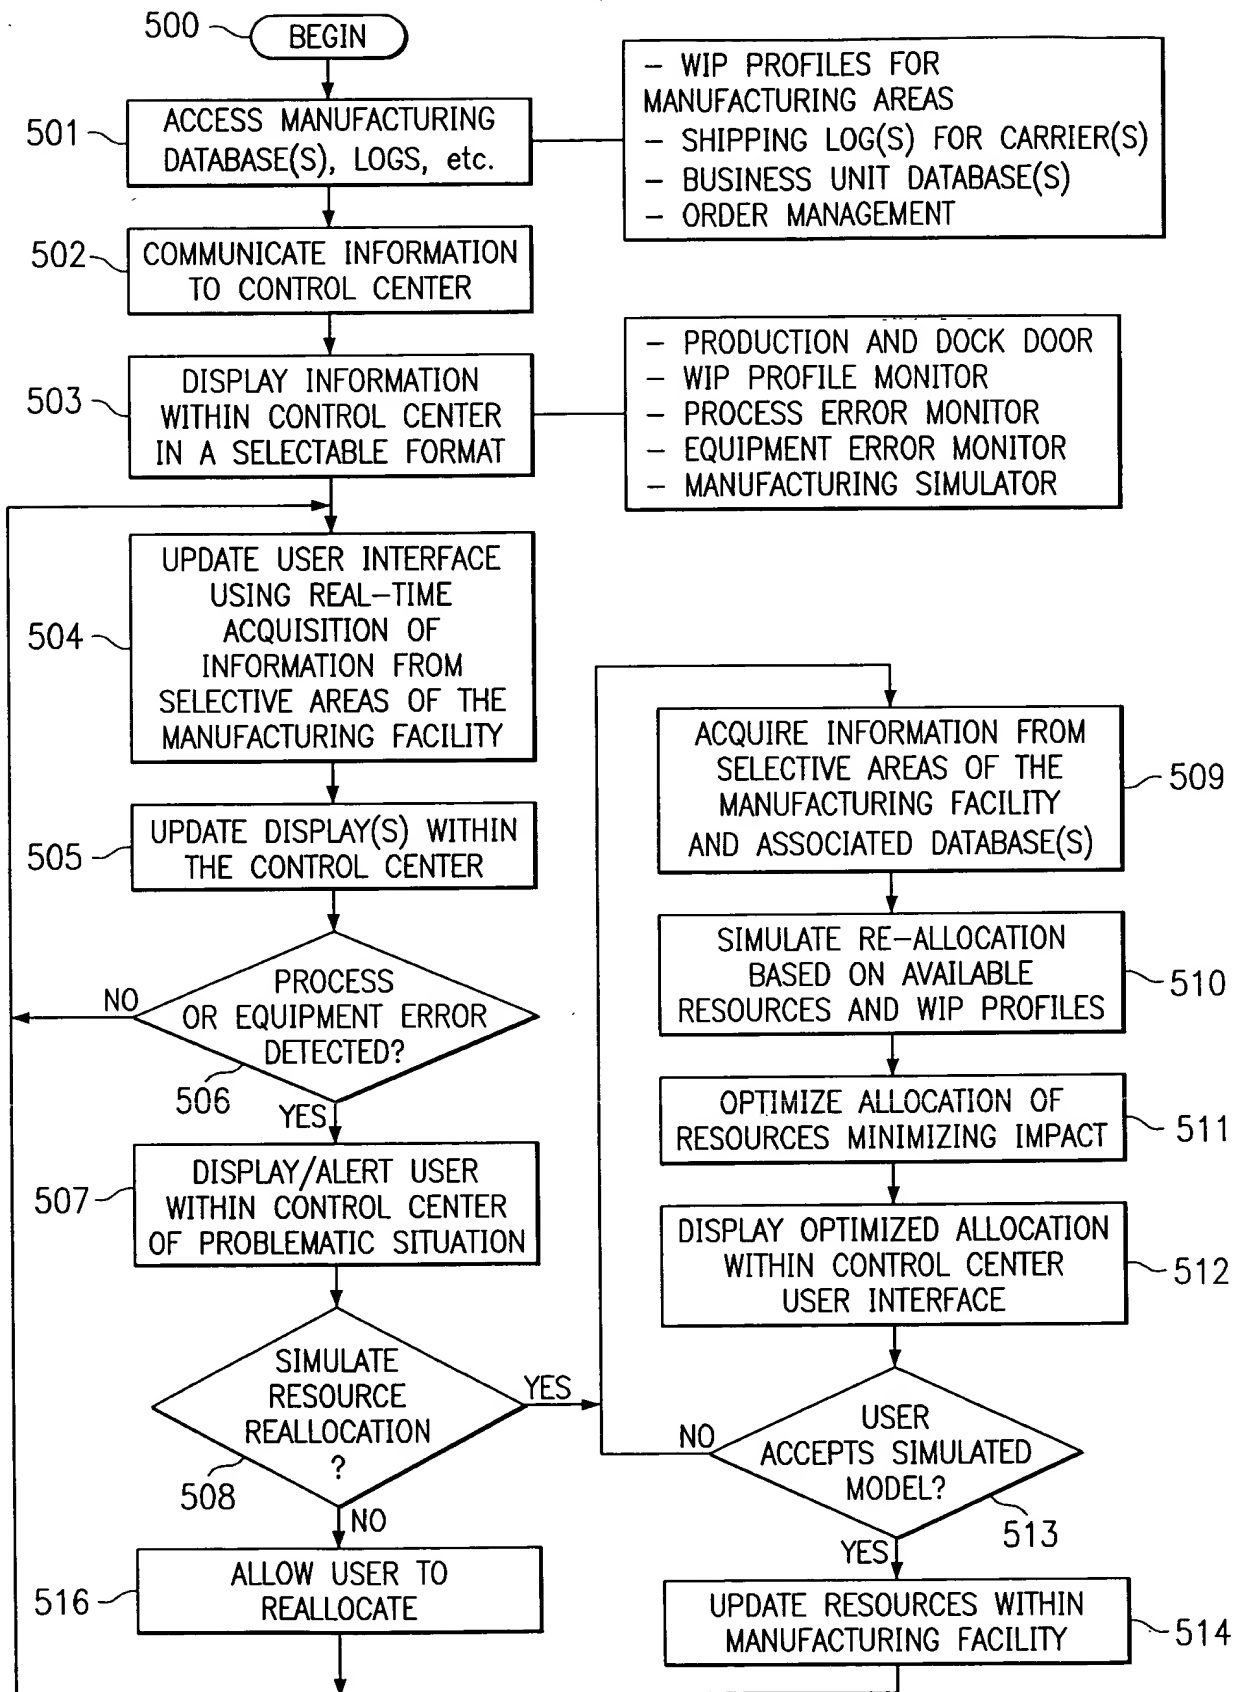 500
BEGIN
501
ACCESS MANUFACTURING
DATABASE(S), LOGS, etc.
– WIP PROFILES FOR
MANUFACTURING AREAS
– SHIPPING LOG(S) FOR CARRIER(S)
– BUSINESS UNIT DATABASE(S)
– ORDER MANAGEMENT
502
COMMUNICATE INFORMATION
TO CONTROL CENTER
503
DISPLAY INFORMATION
WITHIN CONTROL CENTER
IN A SELECTABLE FORMAT
– PRODUCTION AND DOCK DOOR
– WIP PROFILE MONITOR
– PROCESS ERROR MONITOR
– EQUIPMENT ERROR MONITOR
– MANUFACTURING SIMULATOR
504
UPDATE USER INTERFACE
USING REAL–TIME
ACQUISITION OF
INFORMATION FROM
SELECTIVE AREAS OF THE
MANUFACTURING FACILITY
505
UPDATE DISPLAY(S) WITHIN
THE CONTROL CENTER
NO
PROCESS
OR EQUIPMENT ERROR
DETECTED?
506
YES
507
DISPLAY/ALERT USER
WITHIN CONTROL CENTER
OF PROBLEMATIC SITUATION
SIMULATE
RESOURCE
REALLOCATION
?
508
YES
NO
516
ALLOW USER TO
REALLOCATE
ACQUIRE INFORMATION FROM
SELECTIVE AREAS OF THE
MANUFACTURING FACILITY
AND ASSOCIATED DATABASE(S)
509
SIMULATE RE–ALLOCATION
BASED ON AVAILABLE
RESOURCES AND WIP PROFILES
510
OPTIMIZE ALLOCATION OF
RESOURCES MINIMIZING IMPACT
511
DISPLAY OPTIMIZED ALLOCATION
WITHIN CONTROL CENTER
USER INTERFACE
512
NO
USER
ACCEPTS SIMULATED
MODEL?
513
YES
UPDATE RESOURCES WITHIN
MANUFACTURING FACILITY
514